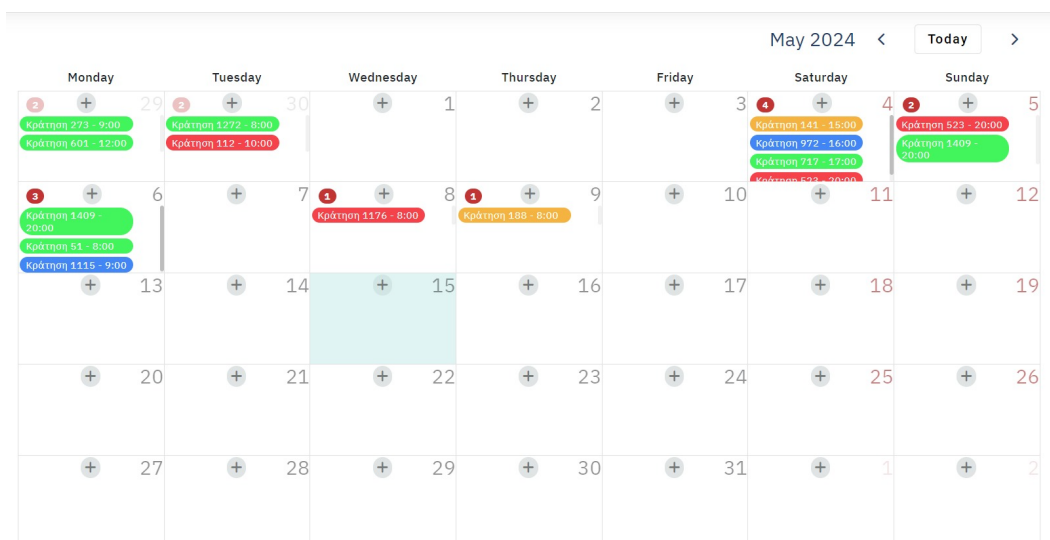 May 2024 < Today >
Monday Tuesday Wednesday Thursday Friday Saturday Sunday
2 + 29 2 + 30 + 1 + 2 + 3 4 + 4 2 + 5
Κράτηση 273 - 9:00 Κράτηση 1272 - 8:00 Κράτηση 141 - 15:00 Κράτηση 523 - 20:00
Κράτηση 601 - 12:00 Κράτηση 112 - 10:00 Κράτηση 972 - 16:00 Κράτηση 1409 -
20:00
Κράτηση 717 - 17:00
Κράτηση 523 - 20:00
3 + 6 + 7 1 + 8 1 + 9 + 10 + 11 + 12
Κράτηση 1409 -
20:00
Κράτηση 1176 - 8:00 Κράτηση 188 - 8:00
Κράτηση 51 - 8:00
Κράτηση 1115 - 9:00
+ 13 + 14 + 15 + 16 + 17 + 18 + 19
+ 20 + 21 + 22 + 23 + 24 + 25 + 26
+ 27 + 28 + 29 + 30 + 31 + 1 + 2